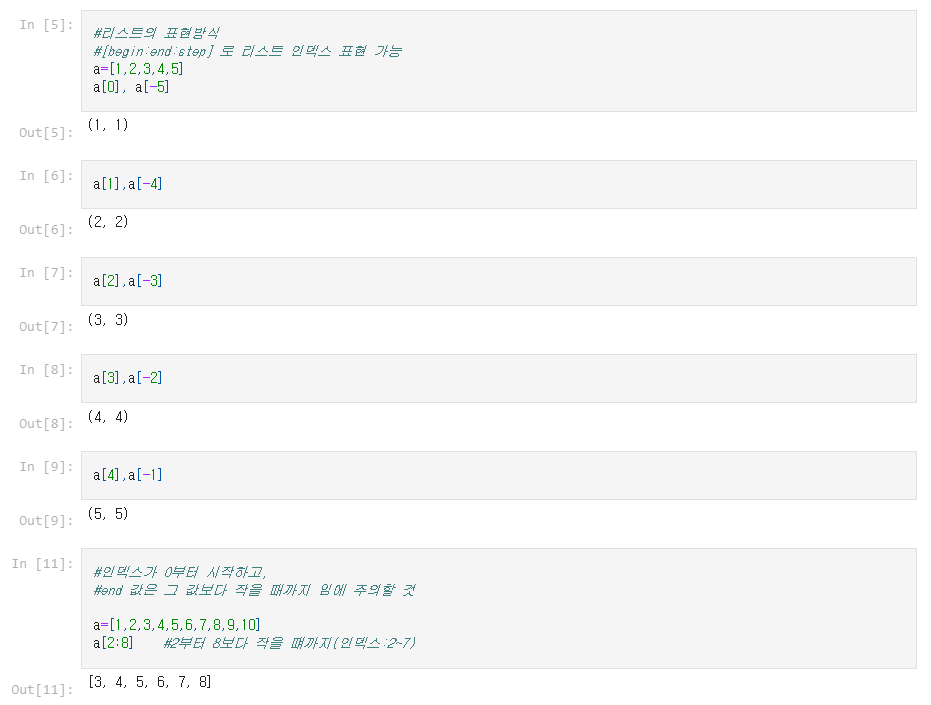 In [5]:
#리스트의 표현방식
#[begin:end:step] 로 리스트 인덱스 표현 가능
a=[1,2,3,4,5]
a[0], a[-5]
Out[5]:
(1, 1)
In [6]:
a[1],a[-4]
Out[6]:
(2, 2)
In [7]:
a[2],a[-3]
Out[7]:
(3, 3)
In [8]:
a[3],a[-2]
Out[8]:
(4, 4)
In [9]:
a[4],a[-1]
Out[9]:
(5, 5)
In [11]:
#인덱스가 0부터 시작하고,
#end 값은 그 값보다 작을 때까지 임에 주의할 것
a=[1,2,3,4,5,6,7,8,9,10]
a[2:8] #2부터 8보다 작을 때까지(인덱스:2~7)
Out[11]:
[3, 4, 5, 6, 7, 8]